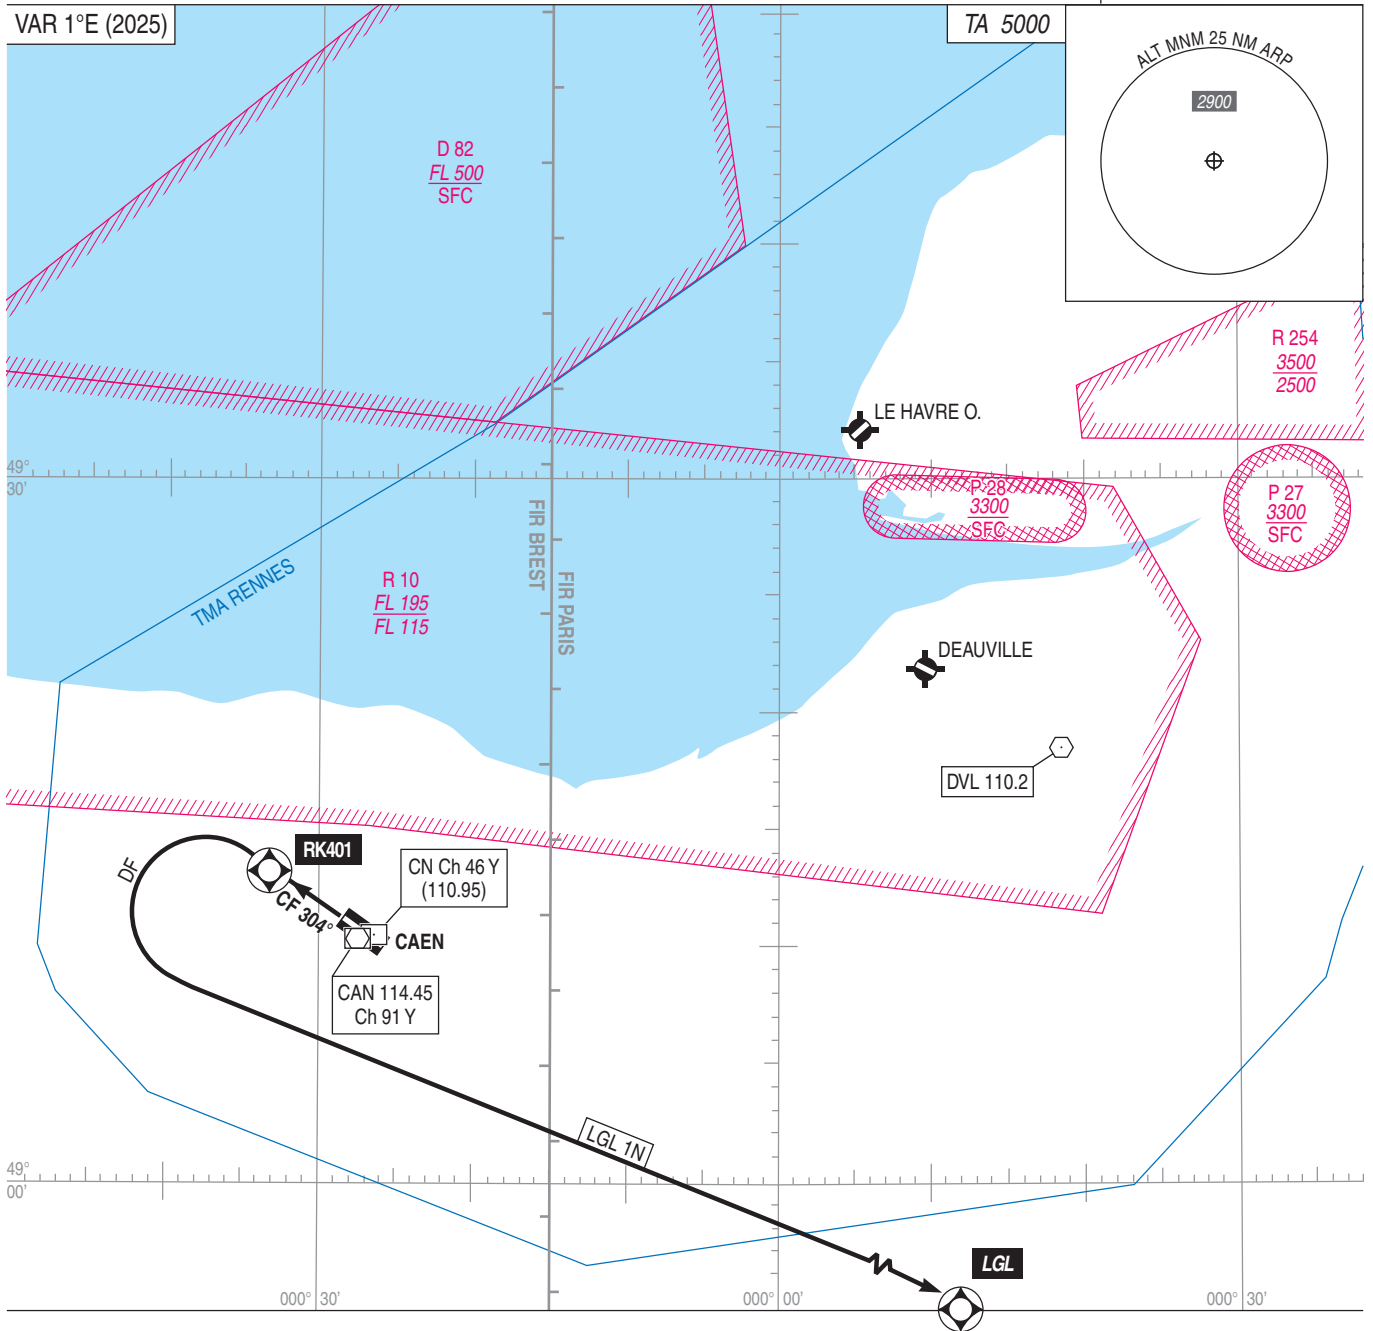 VAR 1°E (2025)
TA 5000
ALT MNM 25 NM ARP
2900
D 82
FL 500
SFC
R 254
3500
2500
LE HAVRE O.
49°
30'
P 28
3300
SFC
P 27
3300
SFC
FIR BREST
FIR PARIS
TMA RENNES
R 10
FL 195
FL 115
DEAUVILLE
DVL 110.2
RK401
DF
CN Ch 46 Y
(110.95)
CF 304°
CAEN
CAN 114.45
Ch 91 Y
LGL 1N
49°
00'
LGL
000° 30'
000° 00'
000° 30'